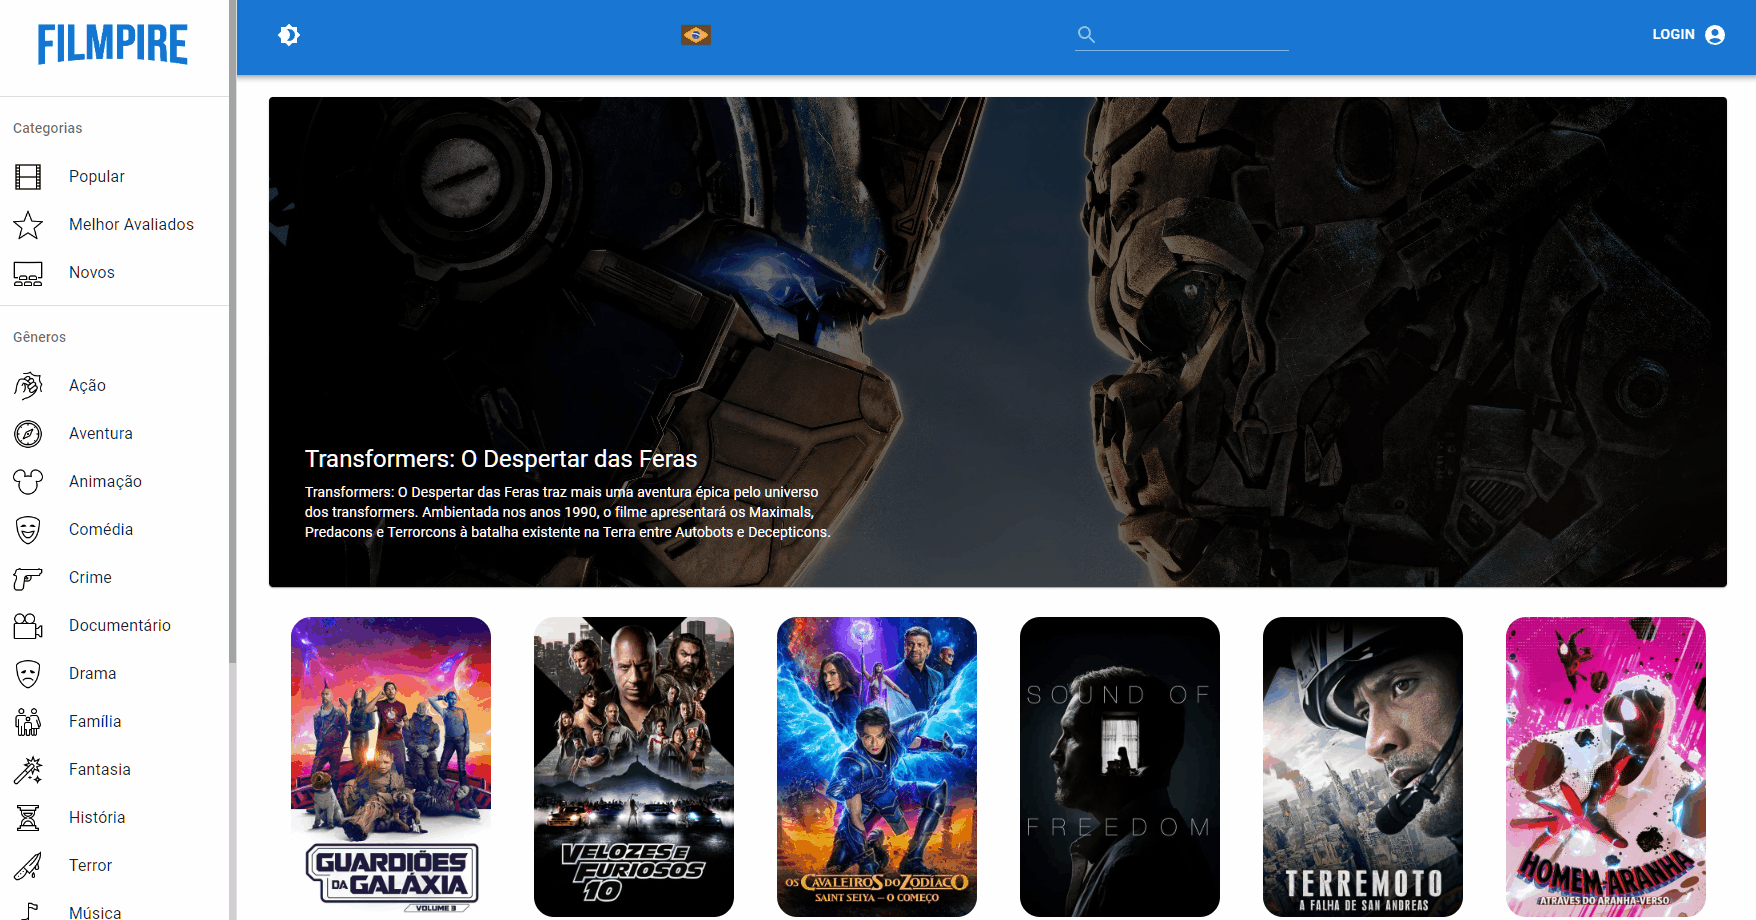 FILMPIRE
LOGIN
Categorias
Popular
Melhor Avaliados
Novos
Gêneros
Ação
Aventura
Animação
Comédia
Crime
Documentário
Drama
Família
Fantasia
História
Terror
Música
Transformers: O Despertar das Feras
Transformers: O Despertar das Feras traz mais uma aventura épica pelo universo
dos transformers. Ambientada nos anos 1990, o filme apresentará os Maximals,
Predacons e Terrorcons à batalha existente na Terra entre Autobots e Decepticons.
GUARDIÕES
DA GALÁXIA
VOLUME 3
VELOZES E
FURIOSOS
10
OS CAVALEIROS DO ZODÍACO
SAINT SEIYA – O COMEÇO
SOUND OF
FREEDOM
TERREMOTO
A FALHA DE SAN ANDREAS
HOMEM-ARANHA
ATRAVÉS DO ARANHA-VERSO